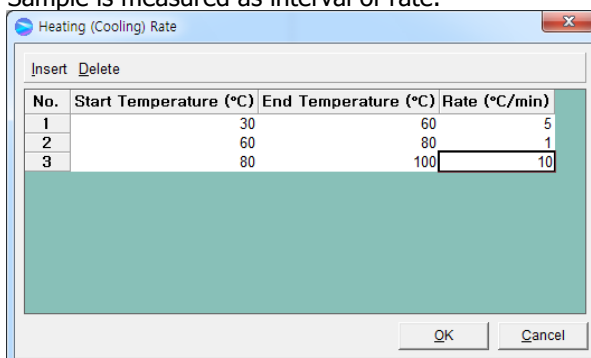 Sample is measured as interval of rate.
Heating (Cooling) Rate
Insert Delete
No. Start Temperature (°C) End Temperature (°C) Rate (°C/min)
1 30 60 5
2 60 80 1
3 80 100 10
OK Cancel